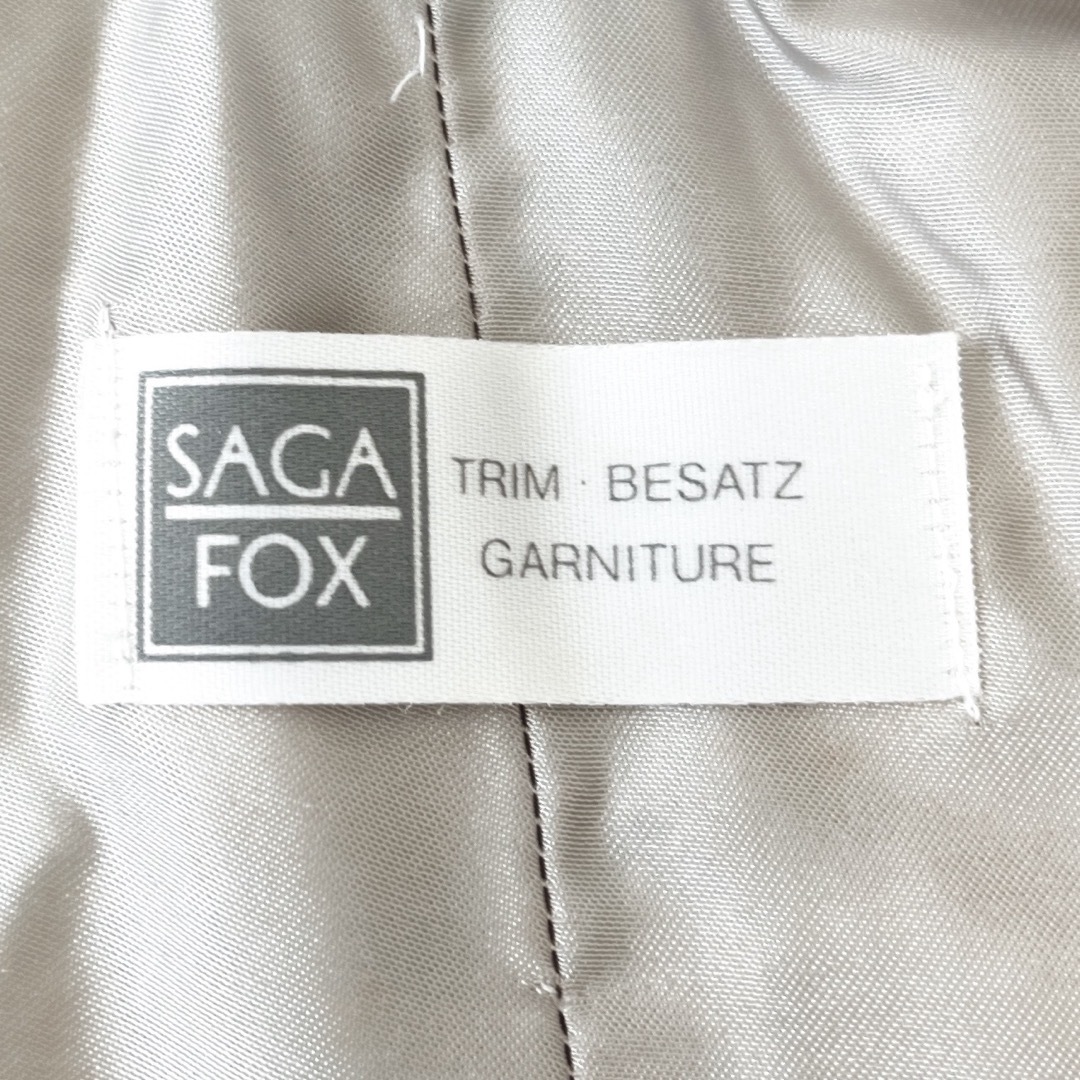 SAGA
FOX
TRIM · BESATZ
GARNITURE